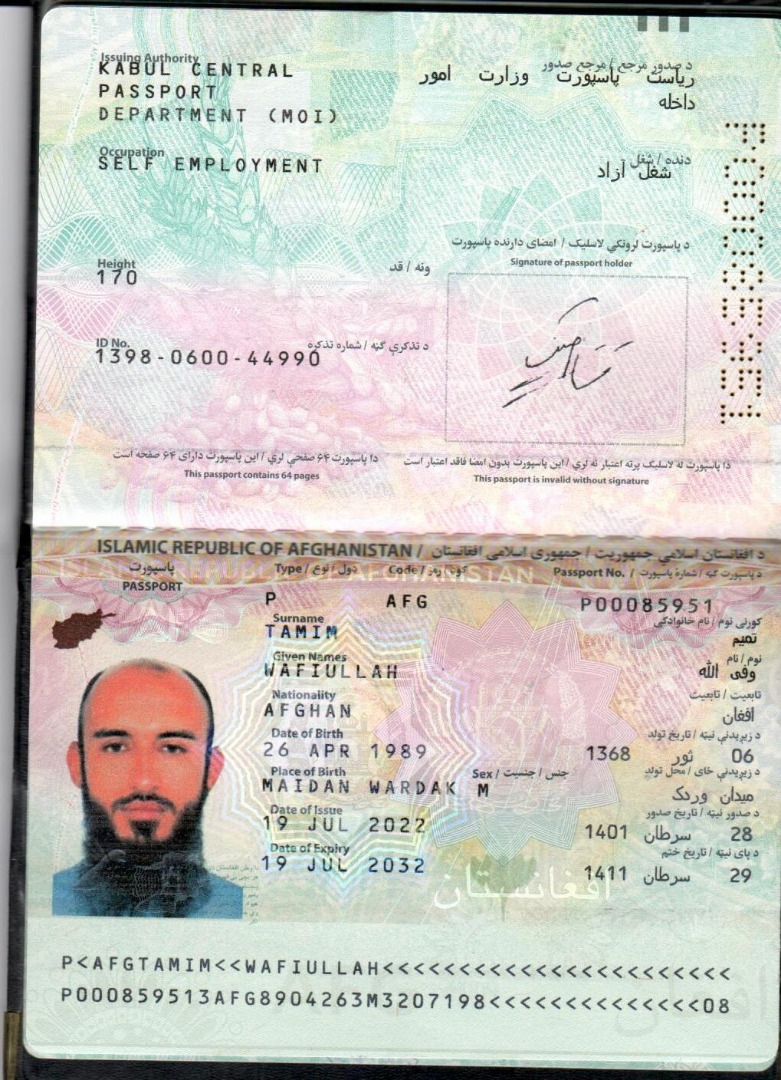 Issuing Authority
د صدور مرجع / مرجع صدور
KABUL CENTRAL
PASSPORT
DEPARTMENT (MOI)
ریاست پاسپورت وزارت امور
داخله
Occupation
دنده / شغل
SELF EMPLOYMENT
شغل آزاد
د پاسپورت لرونکي لاسلیک / امضای دارنده پاسپورت
Signature of passport holder
Height
ونه / قد
170
ID No.
د تذکرې ګڼه / شماره تذکره
1398-0600-44990
دا پاسپورت ۶۴ صفحې لري / این پاسپورت دارای ۶۴ صفحه است
This passport contains 64 pages
دا پاسپورت له لاسلیک پرته اعتبار نه لري / این پاسپورت بدون امضا فاقد اعتبار است
This passport is invalid without signature
P00085951
ISLAMIC REPUBLIC OF AFGHANISTAN / د افغانستان اسلامي جمهوریت / جمهوری اسلامی افغانستان
پاسپورت
PASSPORT
Type / دول / نوع
Code / کود / رمز
Passport No. / د پاسپورت ګڼه / شمارهٔ پاسپورت
P
AFG
P00085951
Surname
کورنی نوم / نام خانوادگی
TAMIM
تمیم
Given Names
نوم / نام
WAFIULLAH
وفی الله
Nationality
تابعیت / تابعیت
AFGHAN
افغان
Date of Birth
د زېږېدنې نېټه / تاریخ تولد
26 APR 1989
06 ثور 1368
Place of Birth
د زېږېدنې ځای / محل تولد
Sex / جنس / جنسیت
MAIDAN WARDAK
M
میدان وردک
Date of Issue
د صدور نېټه / تاریخ صدور
19 JUL 2022
28 سرطان 1401
Date of Expiry
د پای نېټه / تاریخ ختم
19 JUL 2032
29 سرطان 1411
افغانستان
P<AFGTAMIM<<WAFIULLAH<<<<<<<<<<<<<<<<<<<<<<<
P000859513AFG8904263M3207198<<<<<<<<<<<<<<08